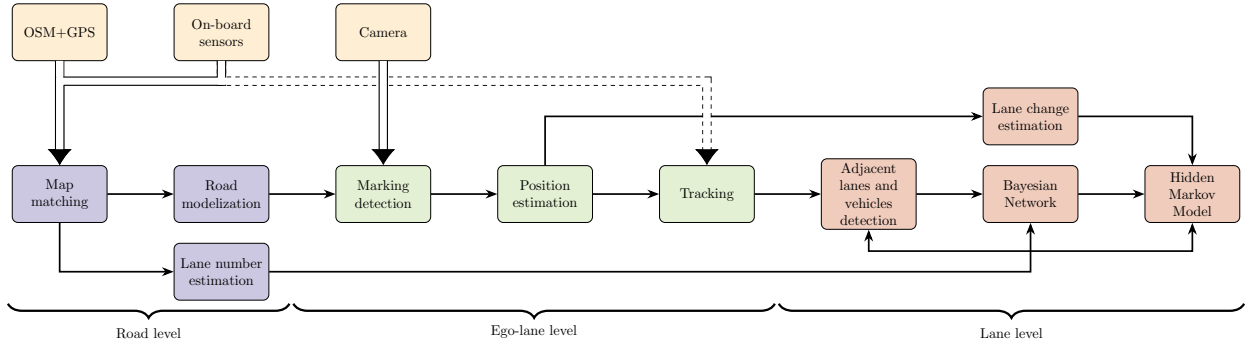 OSM+GPS
On-board
sensors
Camera
Lane change
estimation
Map
matching
Road
modelization
Marking
detection
Position
estimation
Tracking
Adjacent
lanes and
vehicles
detection
Bayesian
Network
Hidden
Markov
Model
Lane number
estimation
Road level
Ego-lane level
Lane level